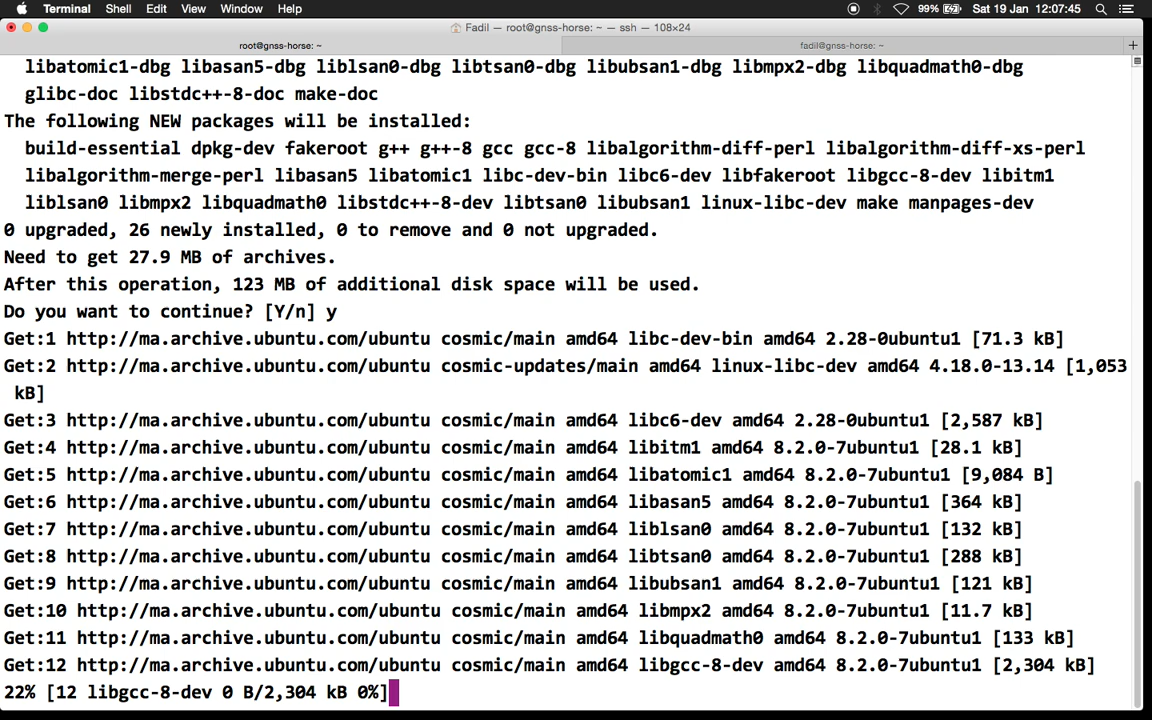 Terminal Shell Edit View Window Help 99% Sat 19 Jan 12:07:45
Fadil — root@gnss-horse: ~ — ssh — 108×24
root@gnss-horse: ~ fadil@gnss-horse: ~ +
libatomic1-dbg libasan5-dbg liblsan0-dbg libtsan0-dbg libubsan1-dbg libmpx2-dbg libquadmath0-dbg
glibc-doc libstdc++-8-doc make-doc
The following NEW packages will be installed:
build-essential dpkg-dev fakeroot g++ g++-8 gcc gcc-8 libalgorithm-diff-perl libalgorithm-diff-xs-perl
libalgorithm-merge-perl libasan5 libatomic1 libc-dev-bin libc6-dev libfakeroot libgcc-8-dev libitm1
liblsan0 libmpx2 libquadmath0 libstdc++-8-dev libtsan0 libubsan1 linux-libc-dev make manpages-dev
0 upgraded, 26 newly installed, 0 to remove and 0 not upgraded.
Need to get 27.9 MB of archives.
After this operation, 123 MB of additional disk space will be used.
Do you want to continue? [Y/n] y
Get:1 http://ma.archive.ubuntu.com/ubuntu cosmic/main amd64 libc-dev-bin amd64 2.28-0ubuntu1 [71.3 kB]
Get:2 http://ma.archive.ubuntu.com/ubuntu cosmic-updates/main amd64 linux-libc-dev amd64 4.18.0-13.14 [1,053
kB]
Get:3 http://ma.archive.ubuntu.com/ubuntu cosmic/main amd64 libc6-dev amd64 2.28-0ubuntu1 [2,587 kB]
Get:4 http://ma.archive.ubuntu.com/ubuntu cosmic/main amd64 libitm1 amd64 8.2.0-7ubuntu1 [28.1 kB]
Get:5 http://ma.archive.ubuntu.com/ubuntu cosmic/main amd64 libatomic1 amd64 8.2.0-7ubuntu1 [9,084 B]
Get:6 http://ma.archive.ubuntu.com/ubuntu cosmic/main amd64 libasan5 amd64 8.2.0-7ubuntu1 [364 kB]
Get:7 http://ma.archive.ubuntu.com/ubuntu cosmic/main amd64 liblsan0 amd64 8.2.0-7ubuntu1 [132 kB]
Get:8 http://ma.archive.ubuntu.com/ubuntu cosmic/main amd64 libtsan0 amd64 8.2.0-7ubuntu1 [288 kB]
Get:9 http://ma.archive.ubuntu.com/ubuntu cosmic/main amd64 libubsan1 amd64 8.2.0-7ubuntu1 [121 kB]
Get:10 http://ma.archive.ubuntu.com/ubuntu cosmic/main amd64 libmpx2 amd64 8.2.0-7ubuntu1 [11.7 kB]
Get:11 http://ma.archive.ubuntu.com/ubuntu cosmic/main amd64 libquadmath0 amd64 8.2.0-7ubuntu1 [133 kB]
Get:12 http://ma.archive.ubuntu.com/ubuntu cosmic/main amd64 libgcc-8-dev amd64 8.2.0-7ubuntu1 [2,304 kB]
22% [12 libgcc-8-dev 0 B/2,304 kB 0%]